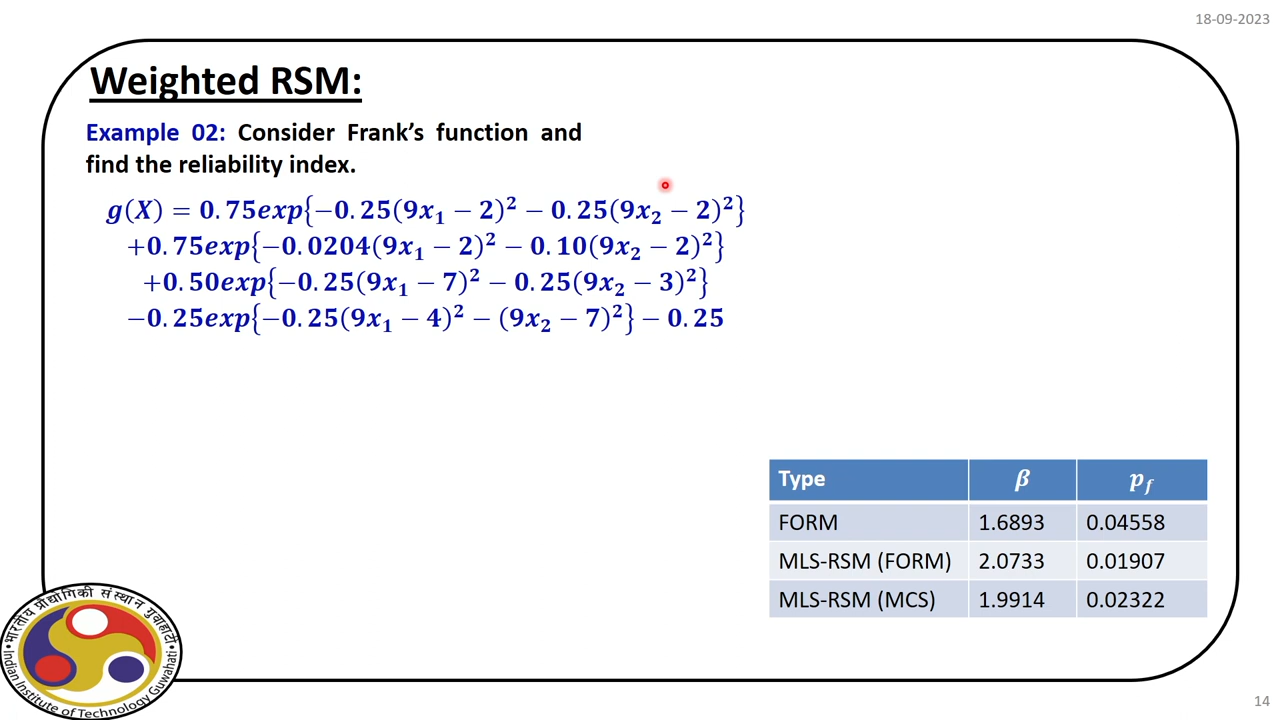 18-09-2023
Weighted RSM:
Example 02: Consider Frank's function and
find the reliability index.
g(X) = 0.75exp{−0.25(9x₁ − 2)² − 0.25(9x₂ − 2)²}
+0.75exp{−0.0204(9x₁ − 2)² − 0.10(9x₂ − 2)²}
+0.50exp{−0.25(9x₁ − 7)² − 0.25(9x₂ − 3)²}
−0.25exp{−0.25(9x₁ − 4)² − (9x₂ − 7)²} − 0.25
Type β p_f
FORM 1.6893 0.04558
MLS-RSM (FORM) 2.0733 0.01907
MLS-RSM (MCS) 1.9914 0.02322
भारतीय प्रौद्योगिकी संस्थान गुवाहाटी
Indian Institute of Technology Guwahati
14